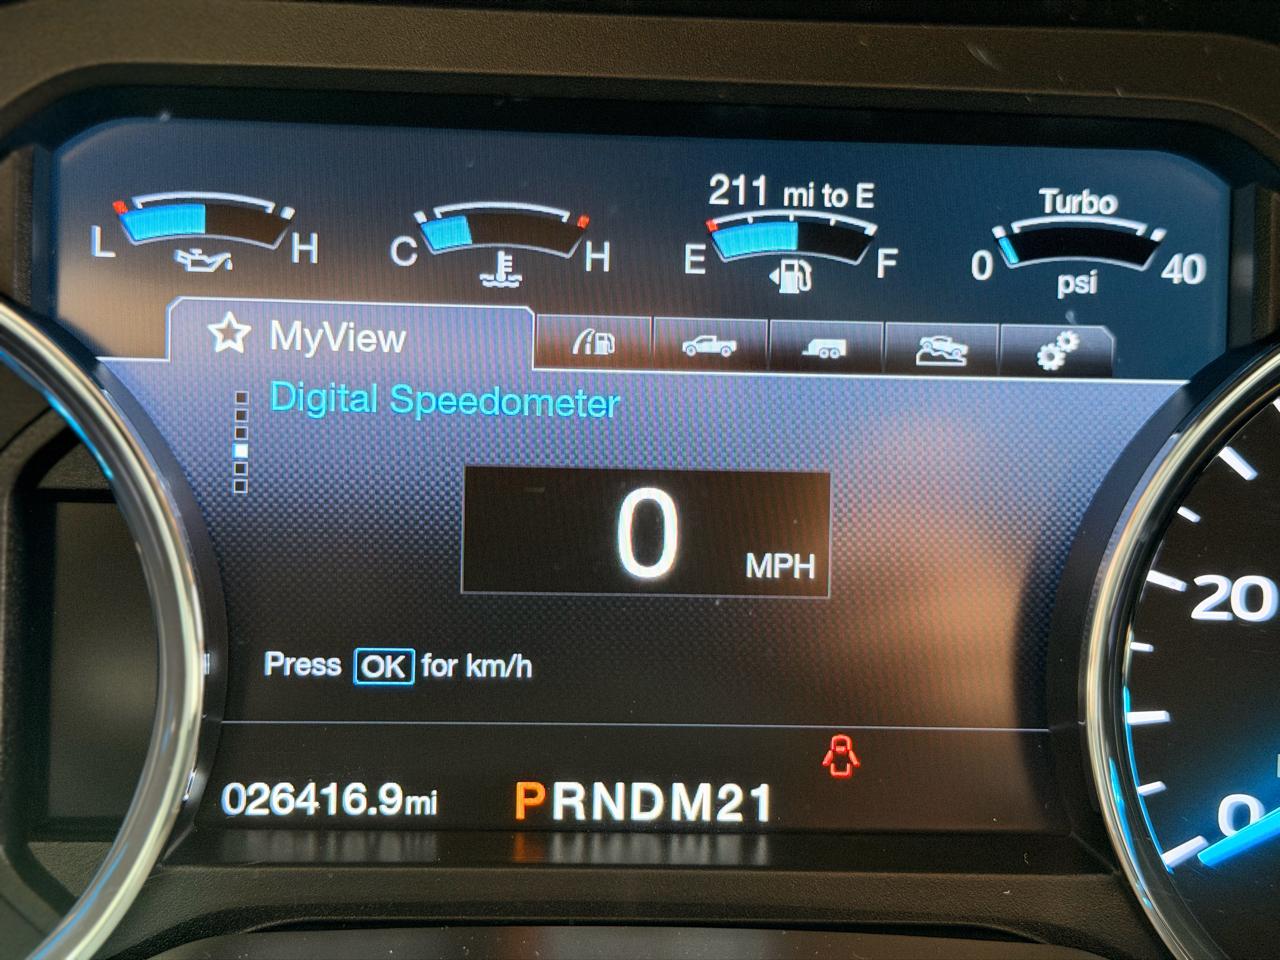 211 mi to E
Turbo
L H
C H
E F
0 40
psi
MyView
Digital Speedometer
0
MPH
Press OK for km/h
026416.9mi
PRNDM21
20
0